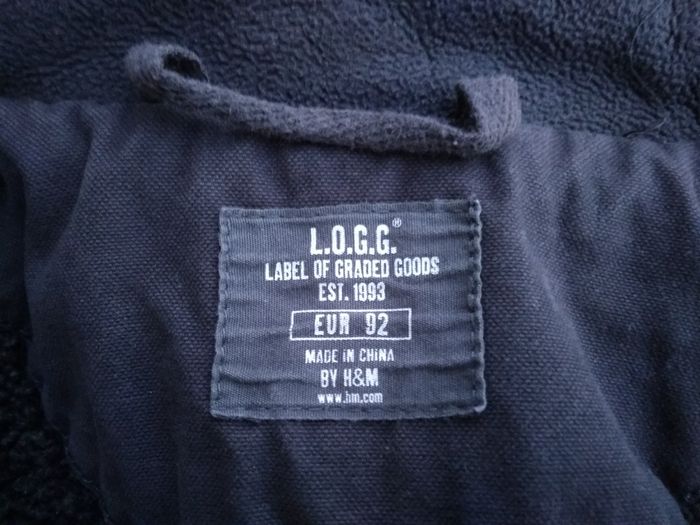 L.O.G.G.®
LABEL OF GRADED GOODS
EST. 1993
EUR 92
MADE IN CHINA
BY H&M
www.hm.com